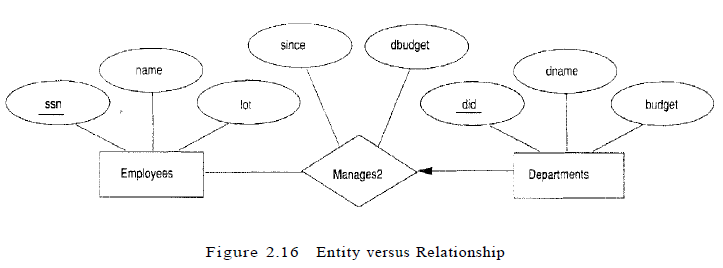 since
dbudget
name
dname
ssn
lot
did
budget
Employees
Manages2
Departments
Figure 2.16 Entity versus Relationship